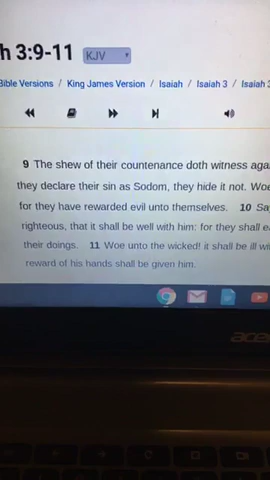 h 3:9-11 KJV
Bible Versions / King James Version / Isaiah / Isaiah 3 / Isaiah 3
9 The shew of their countenance doth witness aga
they declare their sin as Sodom, they hide it not. Woe
for they have rewarded evil unto themselves. 10 Sa
righteous, that it shall be well with him: for they shall e
their doings. 11 Woe unto the wicked! it shall be ill wi
reward of his hands shall be given him.
acer